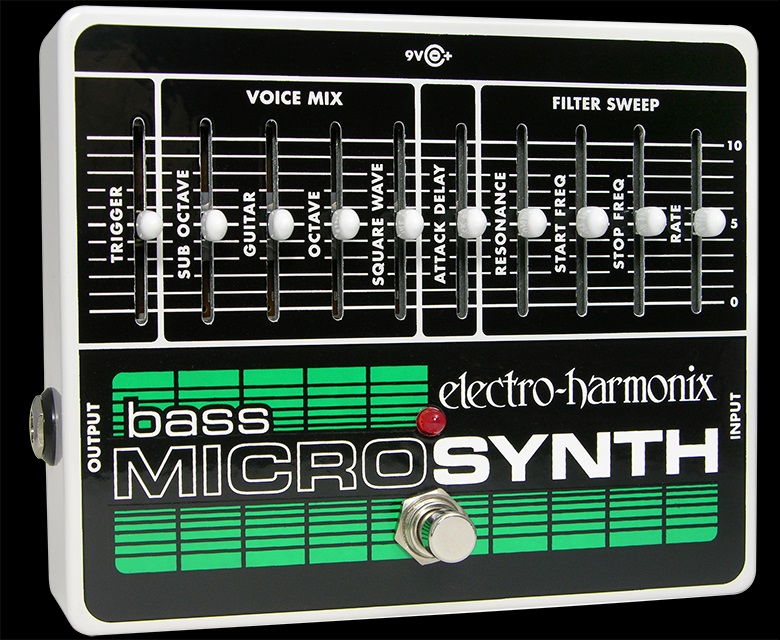 9V
VOICE MIX
FILTER SWEEP
TRIGGER
SUB OCTAVE
GUITAR
OCTAVE
SQUARE WAVE
ATTACK DELAY
RESONANCE
START FREQ
STOP FREQ
RATE
10
5
0
electro-harmonix
OUTPUT
INPUT
bass
MICROSYNTH